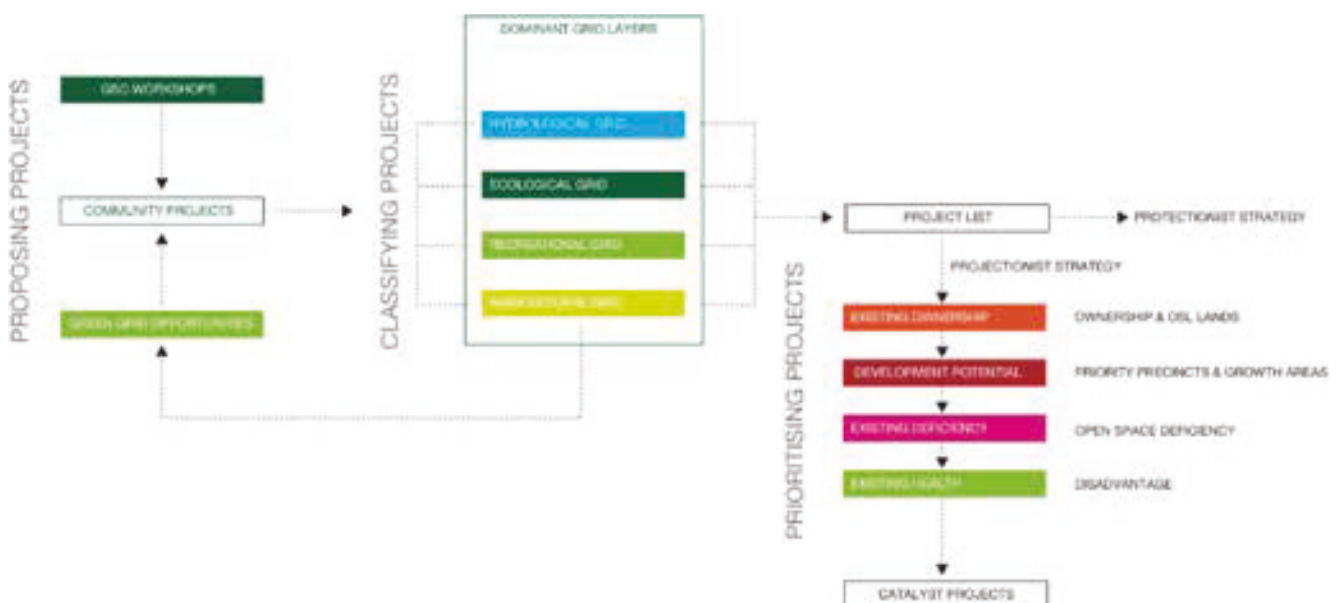 PROPOSING PROJECTS
WORKSHOPS
COMMUNITY PROJECTS
GREEN GRID OPPORTUNITIES
CLASSIFYING PROJECTS
DOMINANT GRID LAYERS
HYDROLOGICAL GRID
ECOLOGICAL GRID
RECREATIONAL GRID
GRID
PRIORITISING PROJECTS
PROJECT LIST
PROTECTIONIST STRATEGY
PROJECTIONIST STRATEGY
EXISTING OWNERSHIP
OWNERSHIP & OSL LANDS
DEVELOPMENT POTENTIAL
PRIORITY PRECINCTS & GROWTH AREAS
EXISTING DEFICIENCY
OPEN SPACE DEFICIENCY
EXISTING HEALTH
DISADVANTAGE
CATALYST PROJECTS